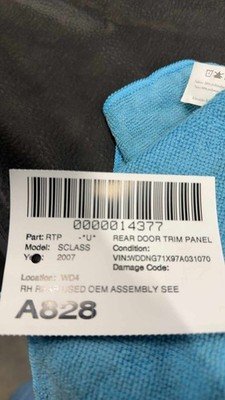 0000014377
Part: RTP -"U" REAR DOOR TRIM PANEL
Model: SCLASS Condition:
2007 VIN:WDDNG71X97A031070
Damage Code:
Location: WD4
RH USED OEM ASSEMBLY SEE
A828